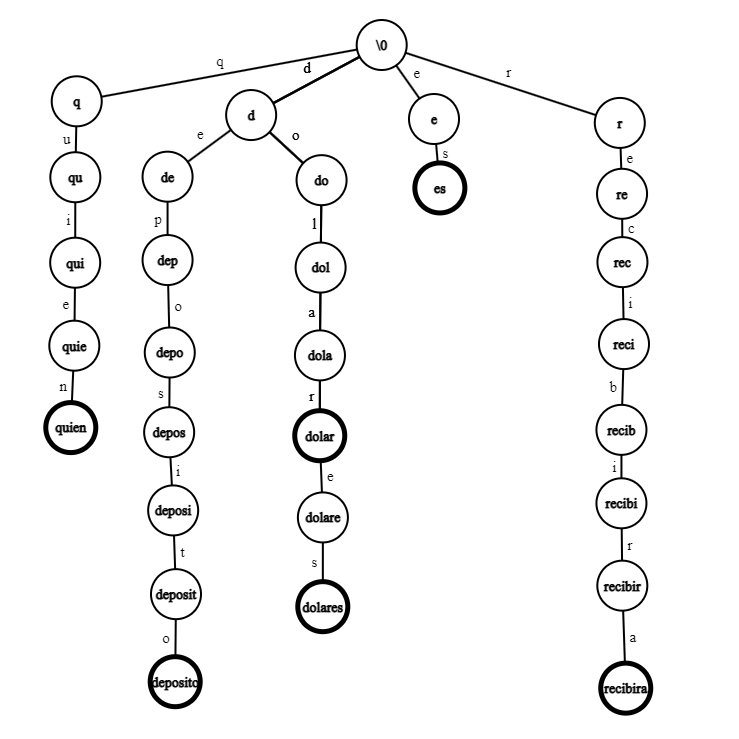 \0
q
d
e
r
q
d
e
r
u
e
o
s
e
qu
de
do
es
re
i
p
l
c
qui
dep
dol
rec
e
o
a
i
quie
depo
dola
reci
n
s
r
b
quien
depos
dolar
recib
i
e
i
deposi
dolare
recibi
t
s
r
deposit
dolares
recibir
o
a
deposito
recibira